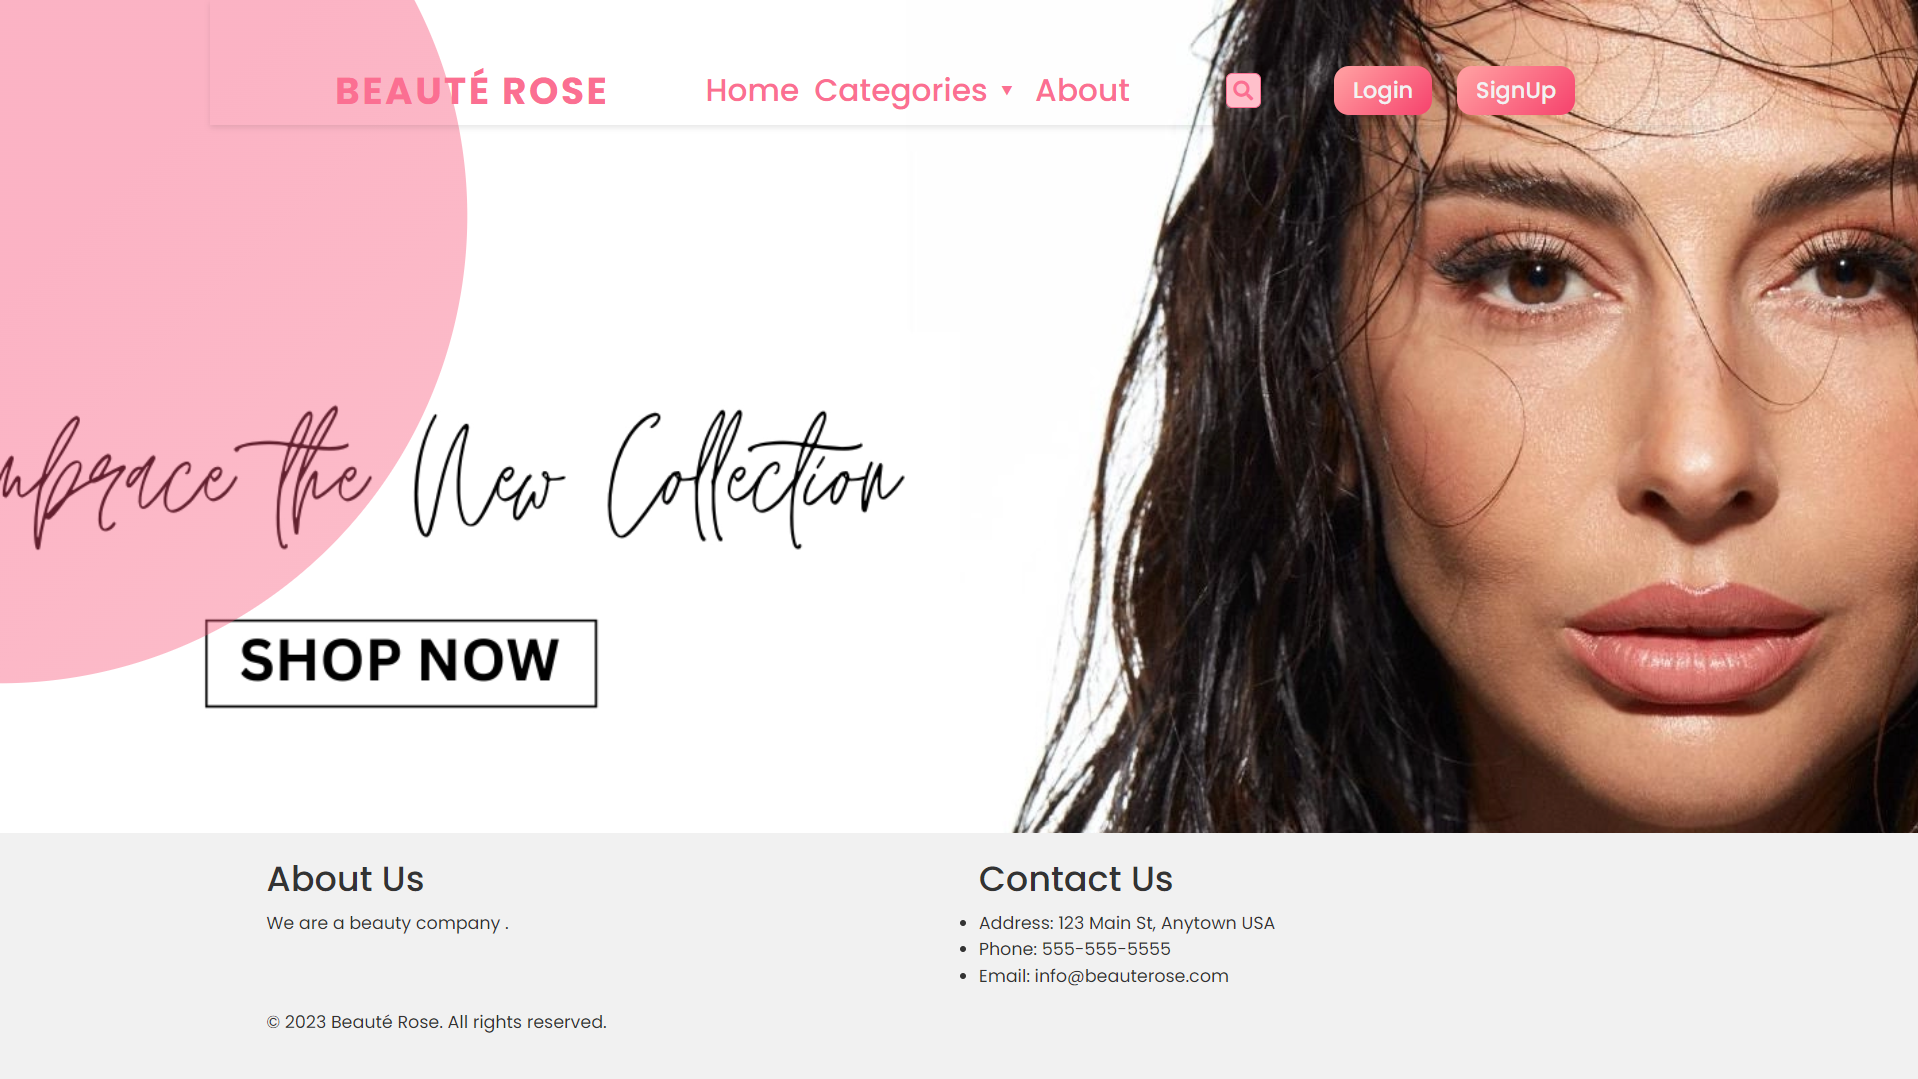 BEAUTÉ ROSE Home Categories ▼ About Login SignUp
mbrace the New Collection
SHOP NOW
About Us
We are a beauty company .
Contact Us
• Address: 123 Main St, Anytown USA
• Phone: 555-555-5555
• Email: info@beauterose.com
© 2023 Beauté Rose. All rights reserved.